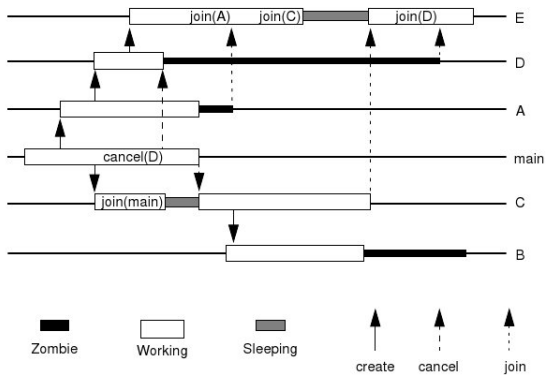 join(A) join(C) join(D) E
D
A
cancel(D) main
join(main) C
B
Zombie Working Sleeping
create cancel join